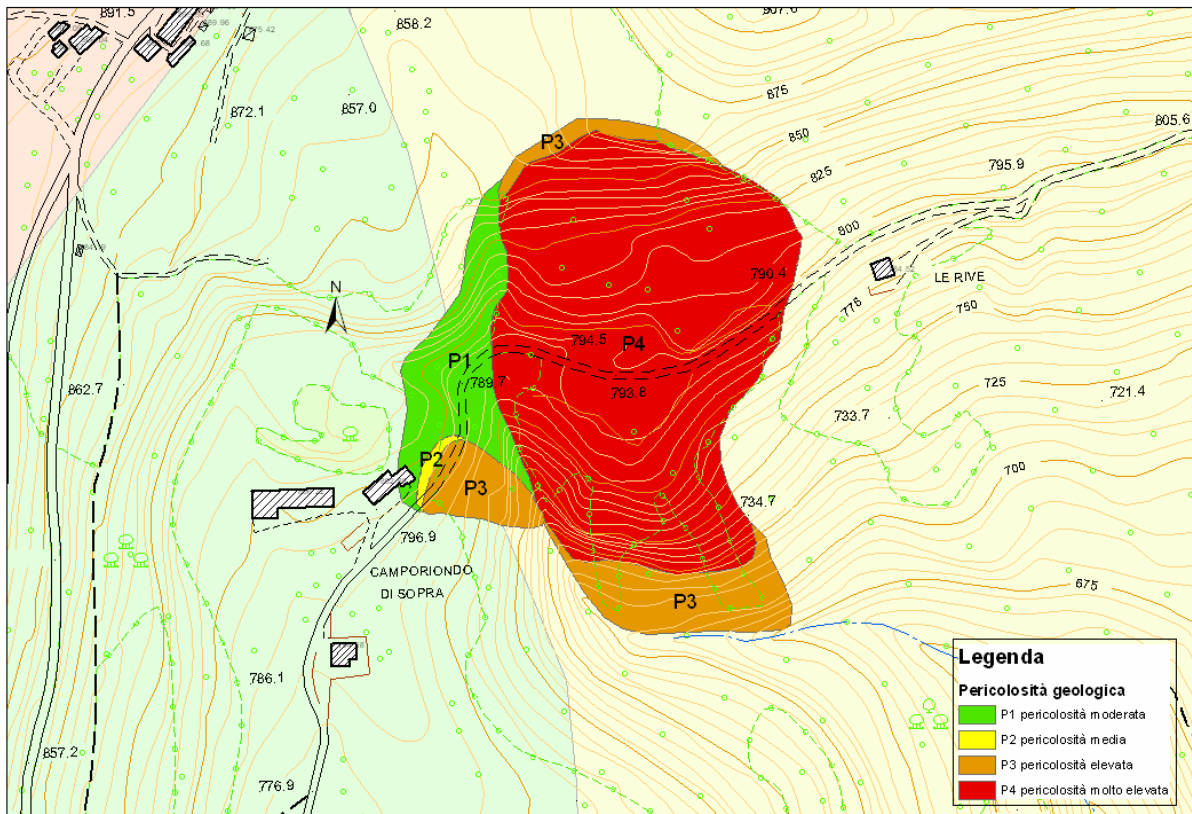 891.5
858.2
807.6
875
872.1
857.0
P3
850
805.6
825
795.9
800
790.4
LE RIVE
N
778
750
794.5
P4
P1
789.7
793.8
725
721.4
862.7
733.7
P2
P3
700
734.7
796.9
CAMPORIONDO
DI SOPRA
675
P3
786.1
857.2
776.9
Legenda
Pericolosità geologica
P1 pericolosità moderata
P2 pericolosità media
P3 pericolosità elevata
P4 pericolosità molto elevata